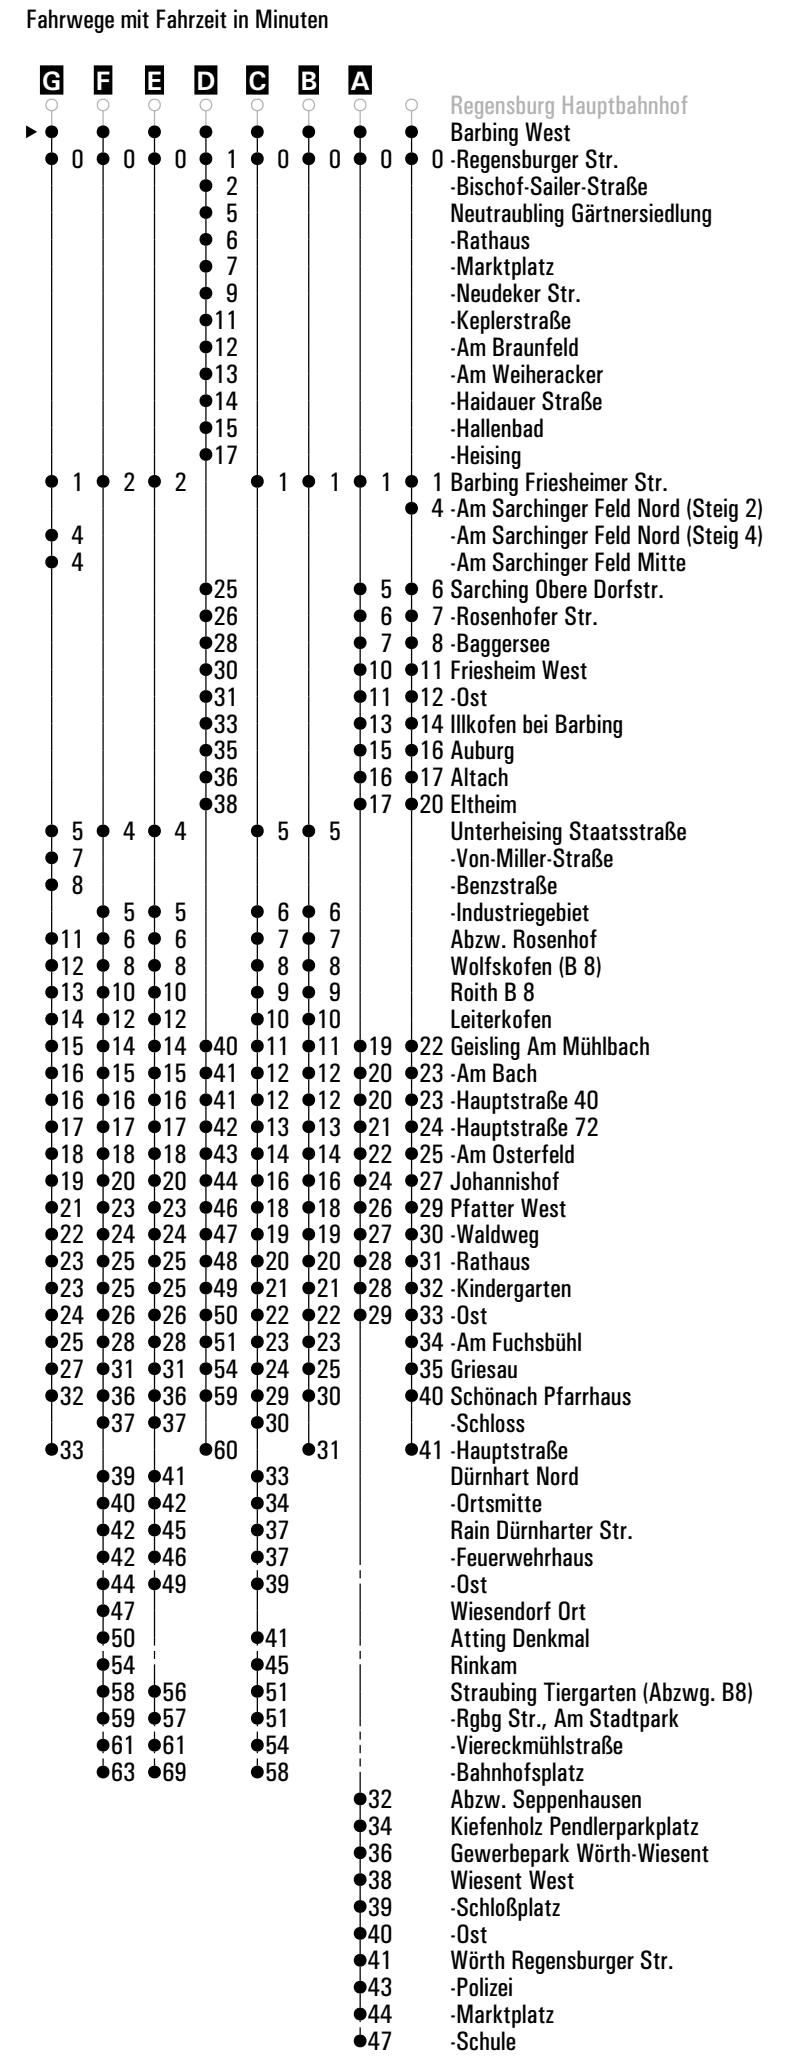 Fahrwege mit Fahrzeit in Minuten
G F E D C B A
Regensburg Hauptbahnhof
Barbing West
0 0 0 1 0 0 0 0 -Regensburger Str.
2 -Bischof-Sailer-Straße
5 Neutraubling Gärtnersiedlung
6 -Rathaus
7 -Marktplatz
9 -Neudeker Str.
11 -Keplerstraße
12 -Am Braunfeld
13 -Am Weiheracker
14 -Haidauer Straße
15 -Hallenbad
17 -Heising
1 2 2 1 1 1 1 Barbing Friesheimer Str.
4 -Am Sarchinger Feld Nord (Steig 2)
4 -Am Sarchinger Feld Nord (Steig 4)
4 -Am Sarchinger Feld Mitte
25 5 6 Sarching Obere Dorfstr.
26 6 7 -Rosenhofer Str.
28 7 8 -Baggersee
30 10 11 Friesheim West
31 11 12 -Ost
33 13 14 Illkofen bei Barbing
35 15 16 Auburg
36 16 17 Altach
38 17 20 Eltheim
5 4 4 5 5 Unterheising Staatsstraße
7 -Von-Miller-Straße
8 -Benzstraße
5 5 6 6 -Industriegebiet
11 6 6 7 7 Abzw. Rosenhof
12 8 8 8 8 Wolfskofen (B 8)
13 10 10 9 9 Roith B 8
14 12 12 10 10 Leiterkofen
15 14 14 40 11 11 19 22 Geisling Am Mühlbach
16 15 15 41 12 12 20 23 -Am Bach
16 16 16 41 12 12 20 23 -Hauptstraße 40
17 17 17 42 13 13 21 24 -Hauptstraße 72
18 18 18 43 14 14 22 25 -Am Osterfeld
19 20 20 44 16 16 24 27 Johannishof
21 23 23 46 18 18 26 29 Pfatter West
22 24 24 47 19 19 27 30 -Waldweg
23 25 25 48 20 20 28 31 -Rathaus
23 25 25 49 21 21 28 32 -Kindergarten
24 26 26 50 22 22 29 33 -Ost
25 28 28 51 23 23 34 -Am Fuchsbühl
27 31 31 54 24 25 35 Griesau
32 36 36 59 29 30 40 Schönach Pfarrhaus
37 37 30 -Schloss
33 60 31 41 -Hauptstraße
39 41 33 Dürnhart Nord
40 42 34 -Ortsmitte
42 45 37 Rain Dürnharter Str.
42 46 37 -Feuerwehrhaus
44 49 39 -Ost
47 Wiesendorf Ort
50 41 Atting Denkmal
54 45 Rinkam
58 56 51 Straubing Tiergarten (Abzwg. B8)
59 57 51 -Rgbg Str., Am Stadtpark
61 61 54 -Viereckmühlstraße
63 69 58 -Bahnhofsplatz
32 Abzw. Seppenhausen
34 Kiefenholz Pendlerparkplatz
36 Gewerbepark Wörth-Wiesent
38 Wiesent West
39 -Schloßplatz
40 -Ost
41 Wörth Regensburger Str.
43 -Polizei
44 -Marktplatz
47 -Schule